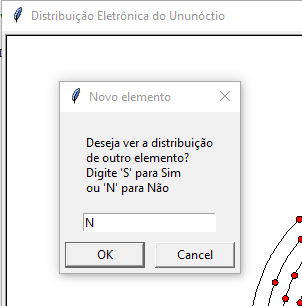 Distribuição Eletrônica do Ununóctio
Novo elemento
Deseja ver a distribuição
de outro elemento?
Digite 'S' para Sim
ou 'N' para Não
N
OK Cancel